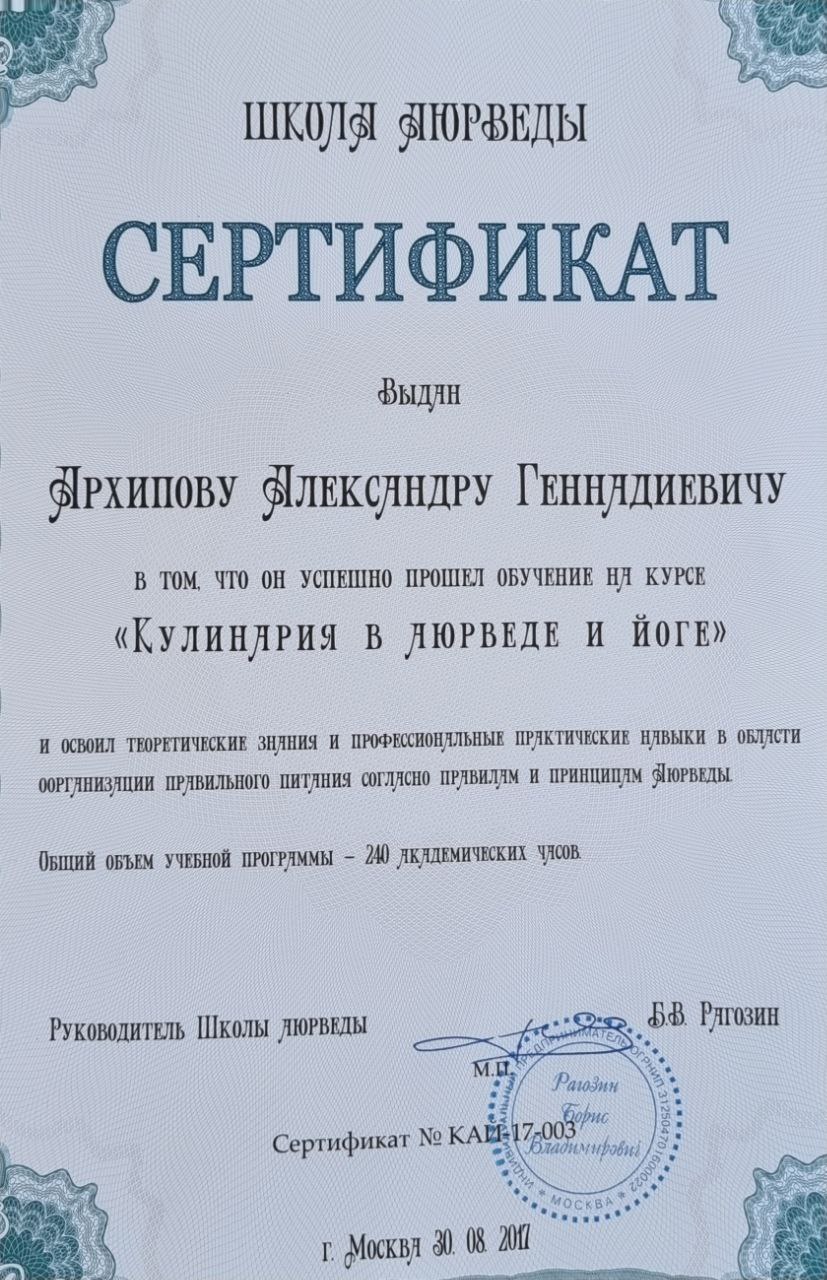 ШКОЛА АЮРВЕДЫ
СЕРТИФИКАТ
Выдан
Архипову Александру Геннадиевичу
в том, что он успешно прошел обучение на курсе
«Кулинария в аюрведе и йоге»
и освоил теоретические знания и профессиональные практические навыки в области
оорганизации правильного питания согласно правилам и принципам Аюрведы.
Общий объем учебной программы – 240 академических часов.
Руководитель Школы аюрведы
Б.В. Рагозин
М.П.
ИНДИВИДУАЛЬНЫЙ ПРЕДПРИНИМАТЕЛЬ ОГРНИП 312504701600022
Рагозин
Борис
Владимирович
* МОСКВА *
Сертификат № КАЙ-17-003
г. Москва 30. 08. 2017